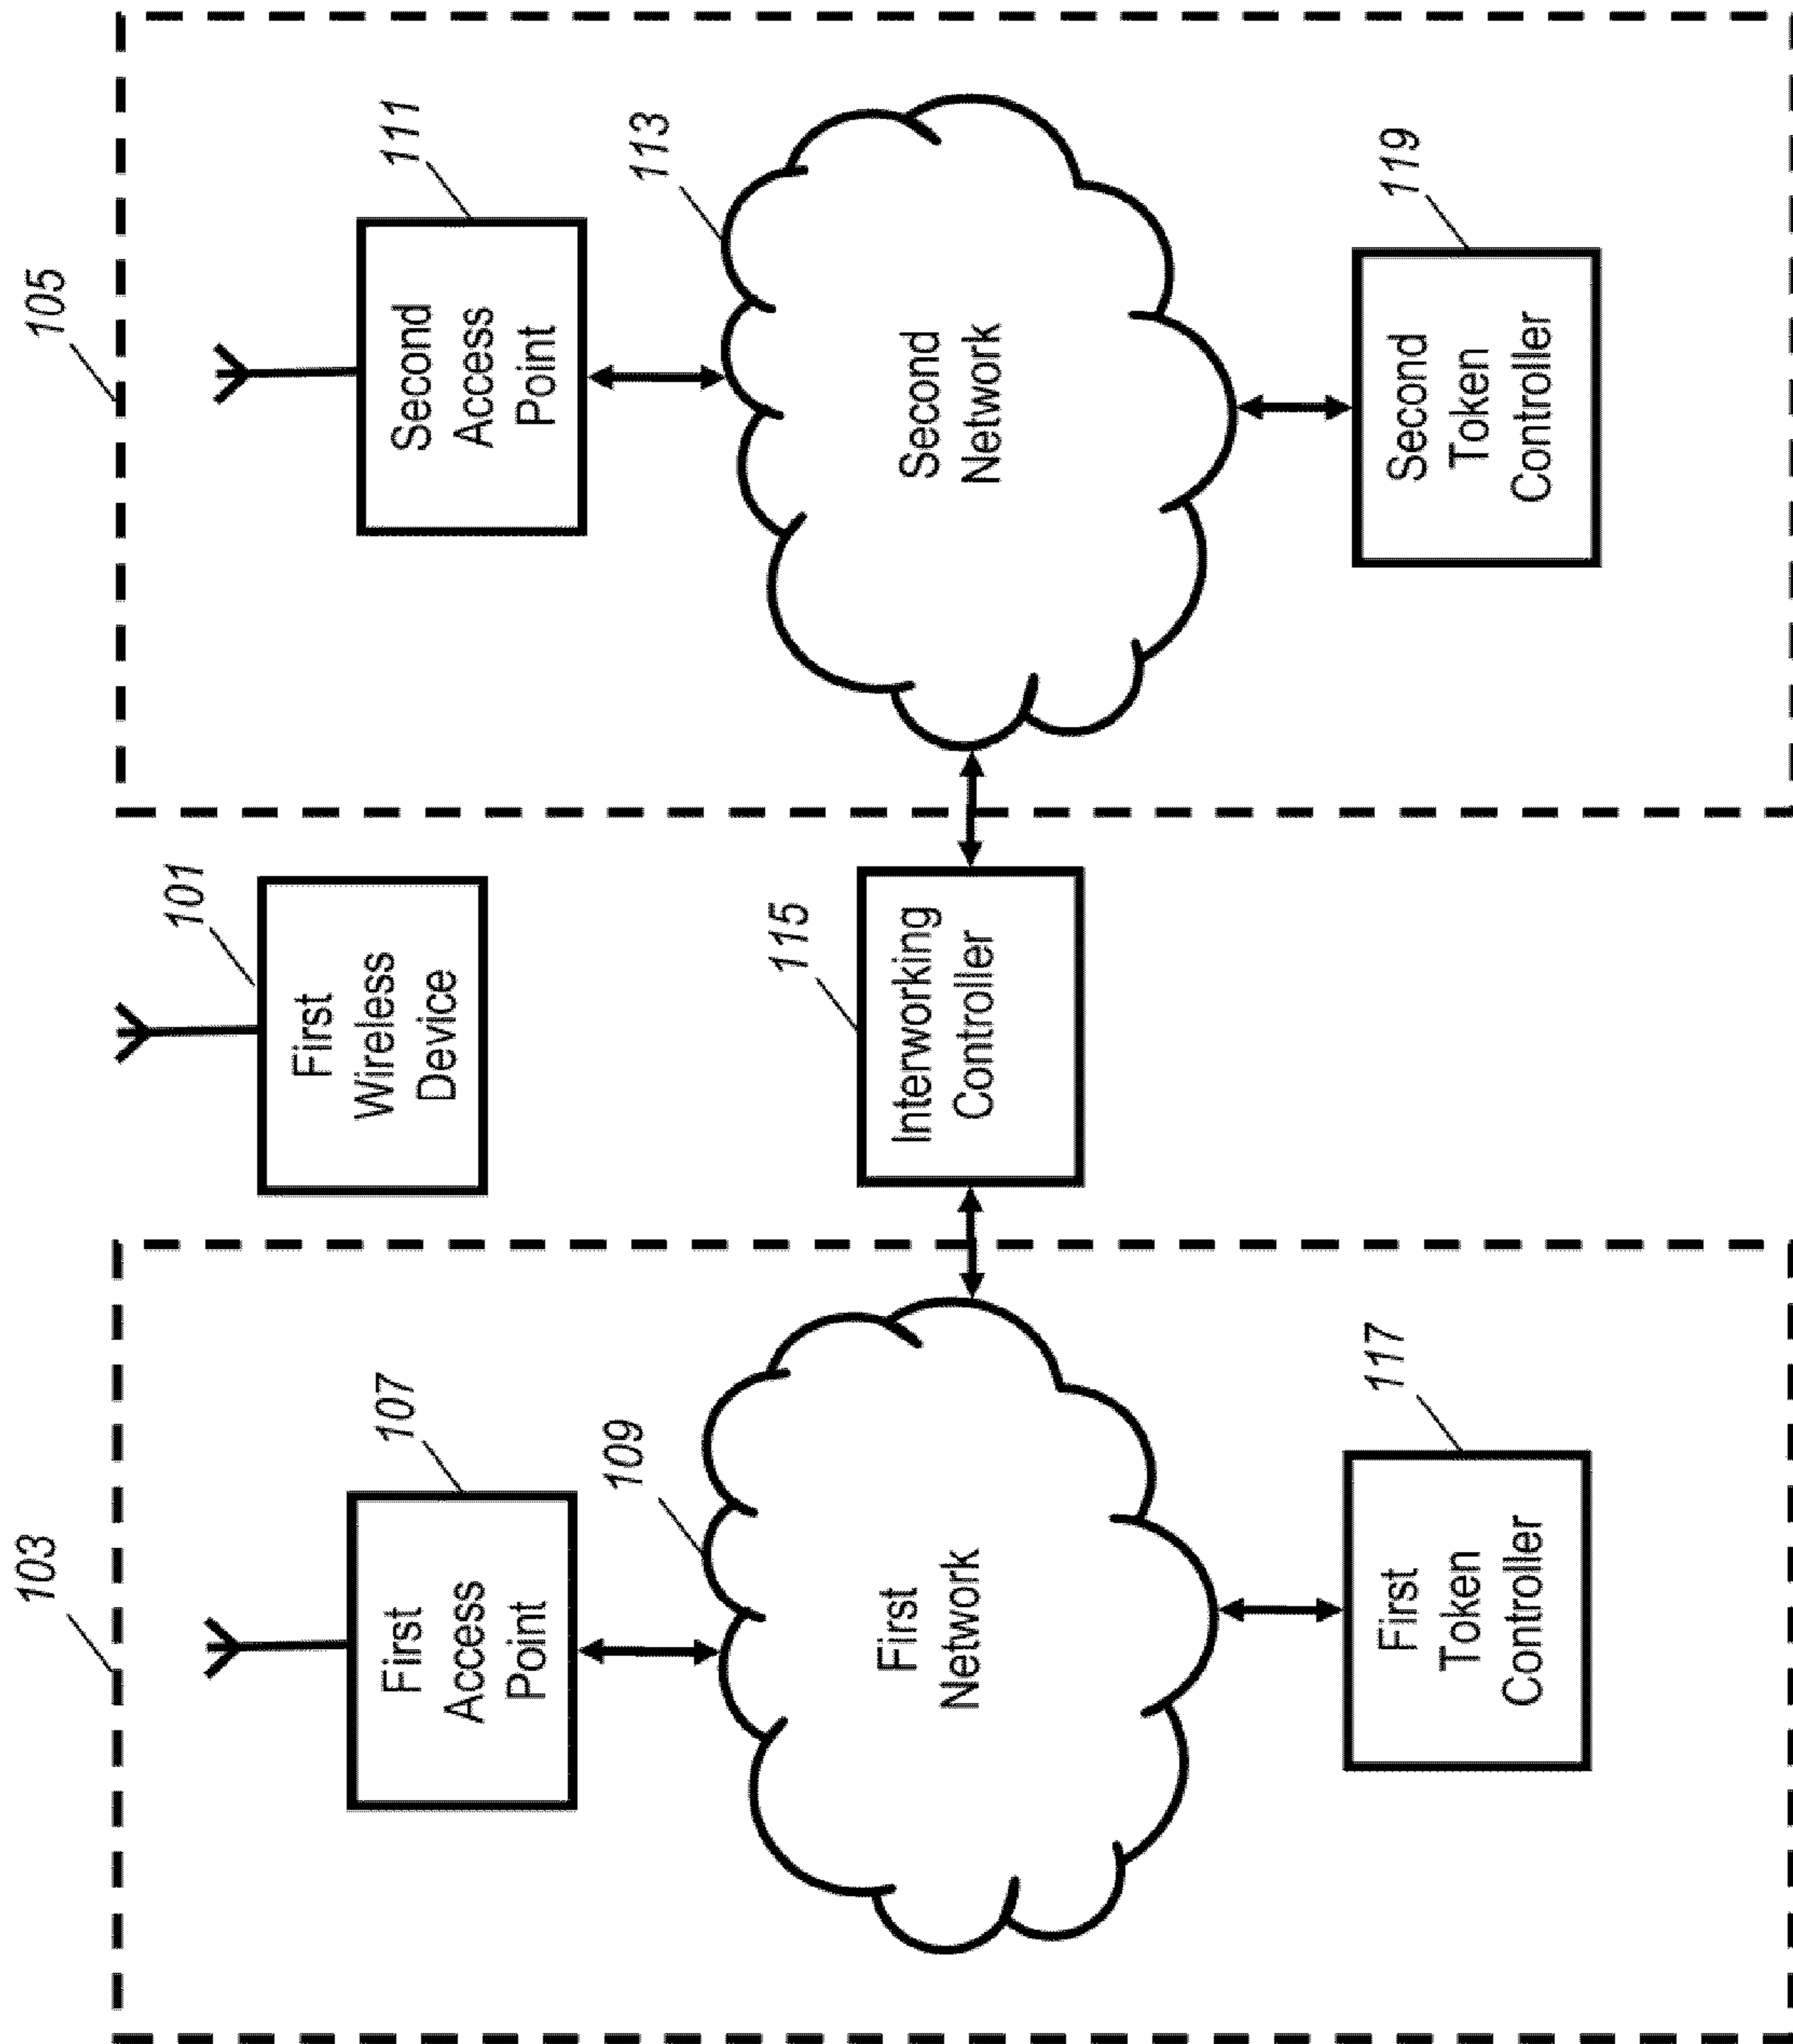 103
105
101
First
Wireless
Device
107
First
Access
Point
111
Second
Access
Point
109
First
Network
115
Interworking
Controller
113
Second
Network
117
First
Token
Controller
119
Second
Token
Controller